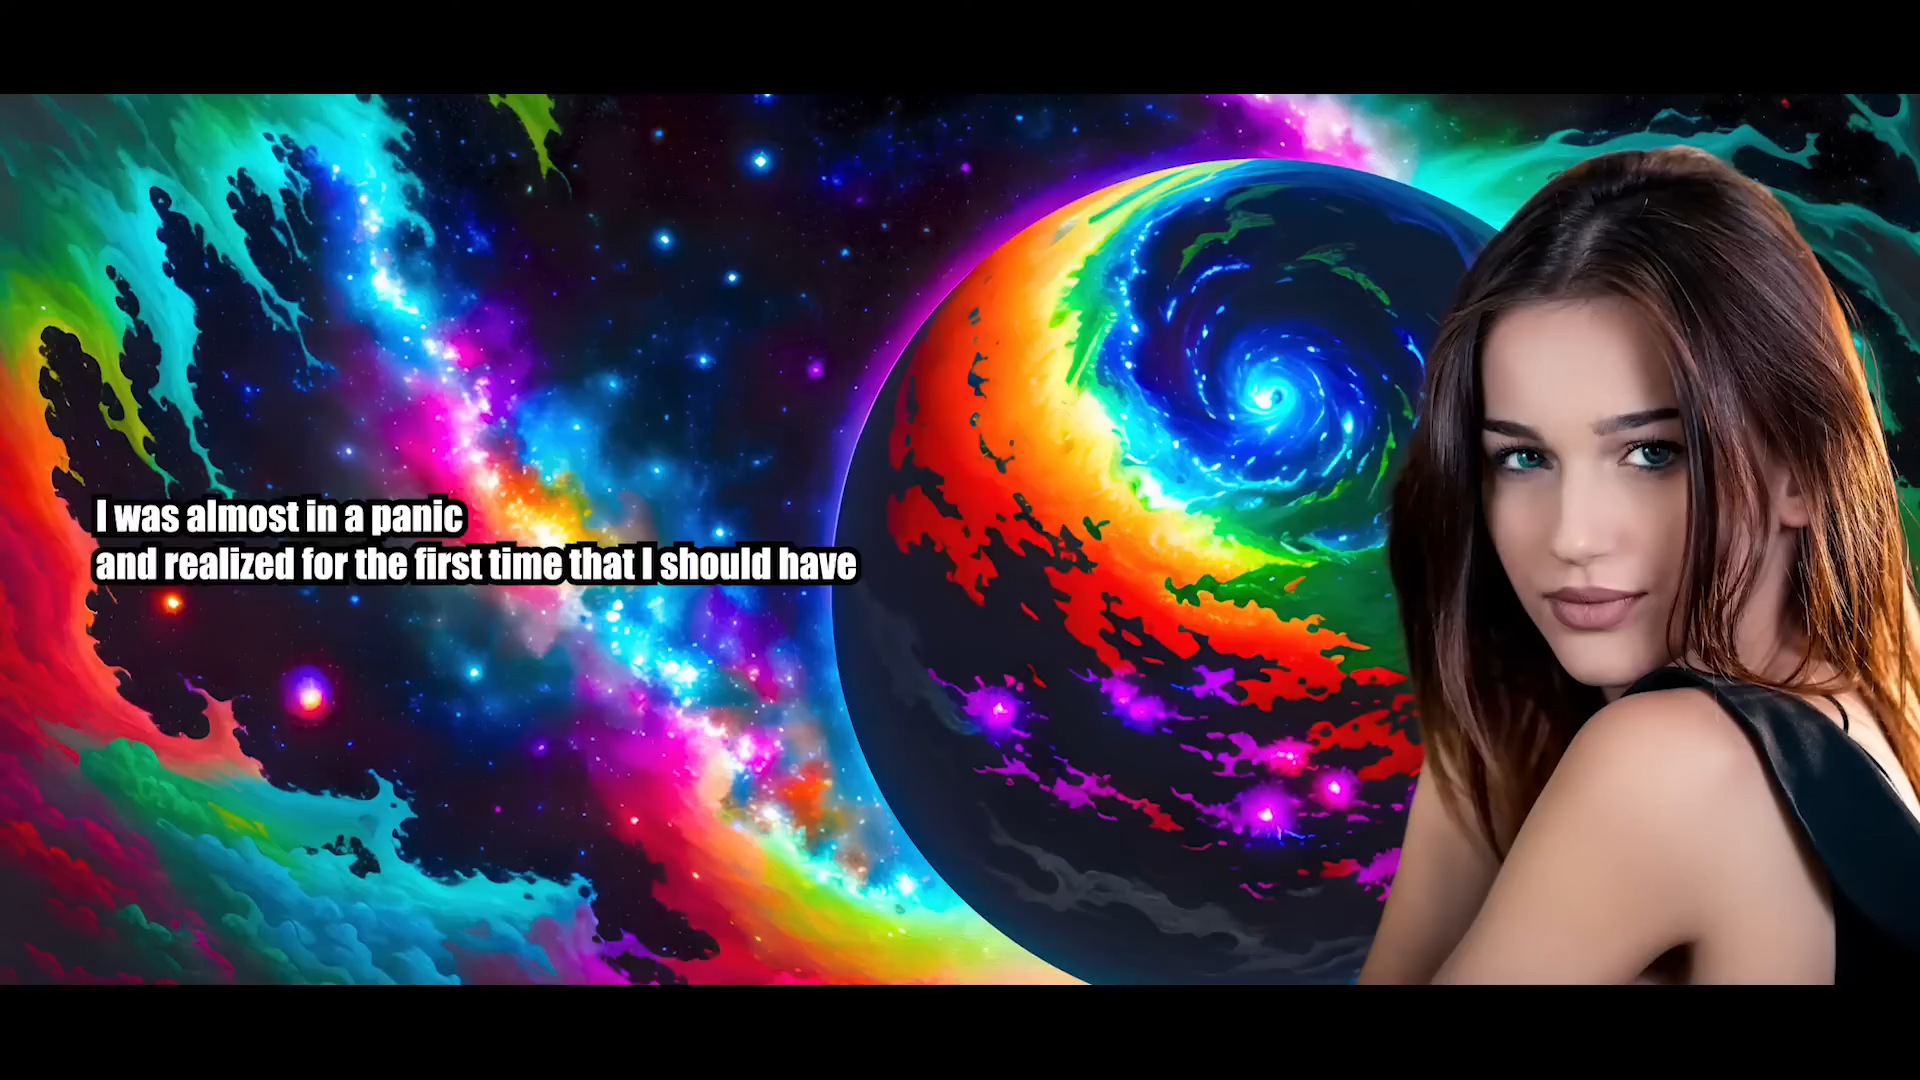 I was almost in a panic
and realized for the first time that I should have